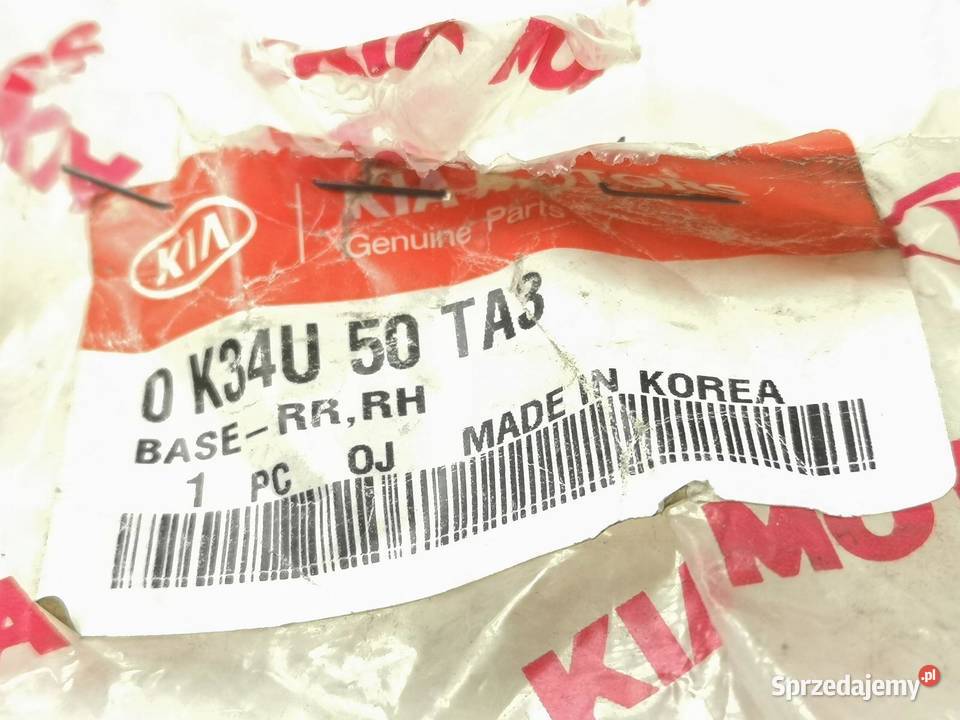 KIA MO
KIA
KIA MOTORS
Genuine Parts
0 K34U 50 TA3
BASE-RR,RH
1 PC OJ MADE IN KOREA
KIA MO
Sprzedajemy.pl